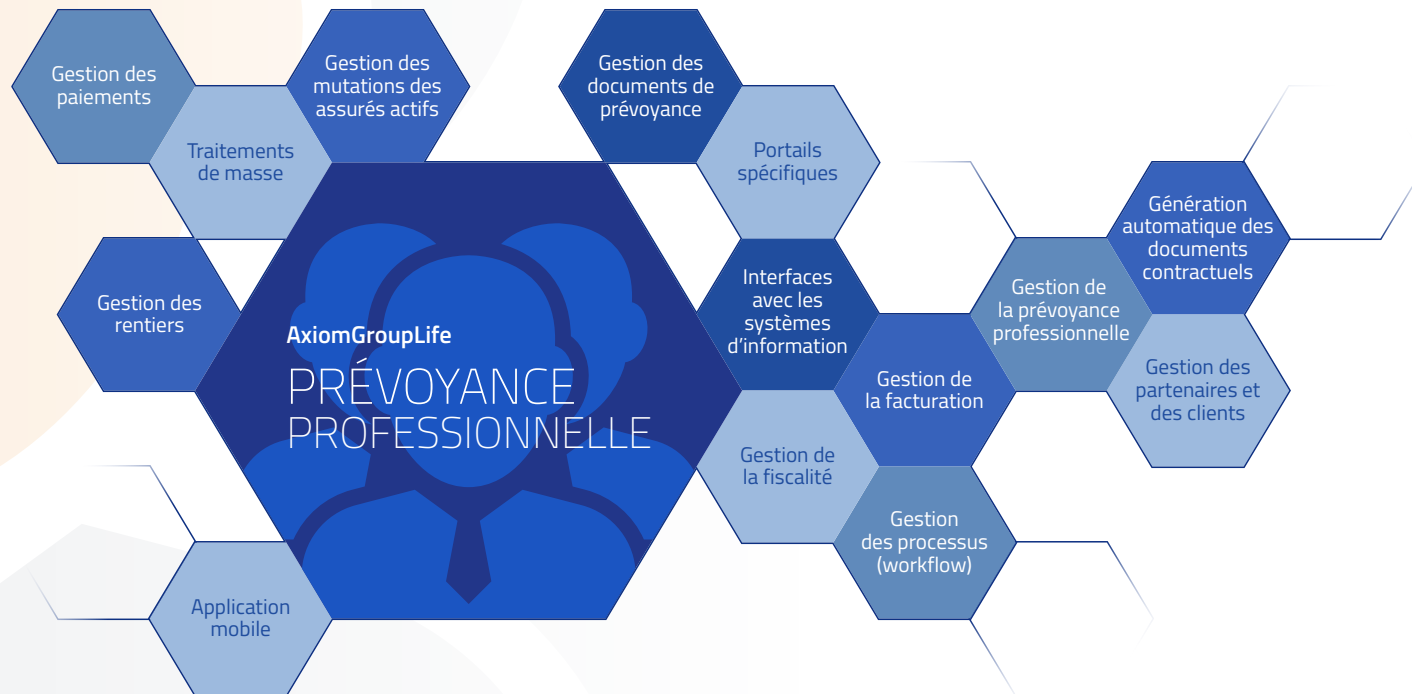 Gestion des
paiements
Traitements
de masse
Gestion des
mutations des
assurés actifs
Gestion des
rentiers
AxiomGroupLife
PRÉVOYANCE
PROFESSIONNELLE
Application
mobile
Gestion des
documents de
prévoyance
Portails
spécifiques
Interfaces
avec les
systèmes
d'information
Gestion de
la fiscalité
Gestion de
la facturation
Gestion
des processus
(workflow)
Gestion de
la prévoyance
professionnelle
Génération
automatique des
documents
contractuels
Gestion des
partenaires et
des clients